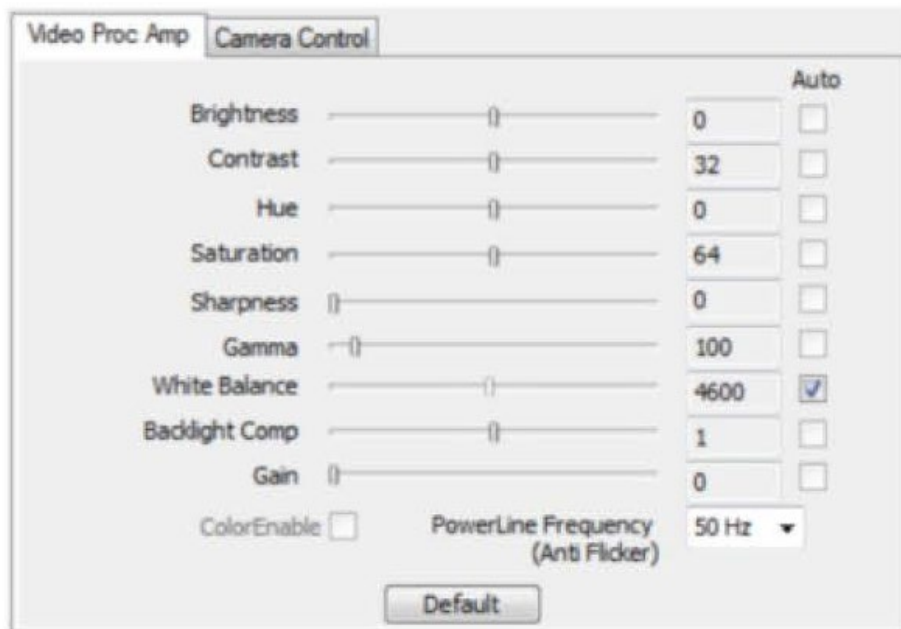 Video Proc Amp Camera Control
Auto
Brightness 0
Contrast 32
Hue 0
Saturation 64
Sharpness 0
Gamma 100
White Balance 4600
Backlight Comp 1
Gain 0
ColorEnable PowerLine Frequency 50 Hz
(Anti Flicker)
Default